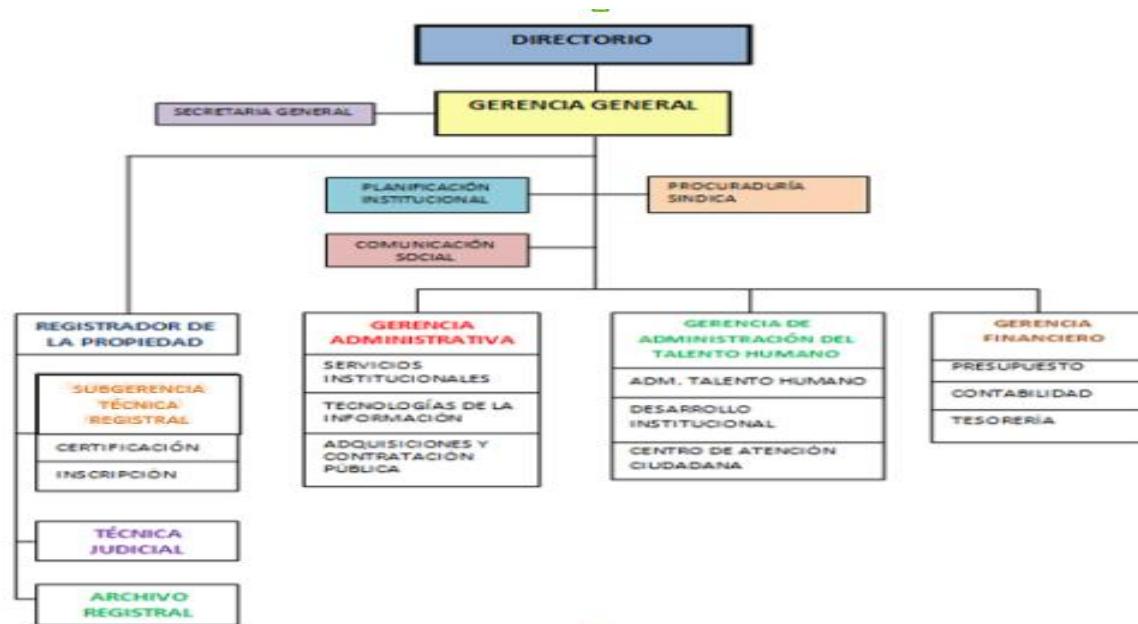 DIRECTORIO
GERENCIA GENERAL
SECRETARIA GENERAL
PLANIFICACIÓN
INSTITUCIONAL
PROCURADURÍA
SINDICA
COMUNICACIÓN
SOCIAL
REGISTRADOR DE
LA PROPIEDAD
SUBGERENCIA
TÉCNICA
REGISTRAL
CERTIFICACIÓN
INSCRIPCIÓN
TÉCNICA
JUDICIAL
ARCHIVO
REGISTRAL
GERENCIA
ADMINISTRATIVA
SERVICIOS
INSTITUCIONALES
TECNOLOGÍAS DE LA
INFORMACIÓN
ADQUISICIONES Y
CONTRATACIÓN
PÚBLICA
GERENCIA DE
ADMINISTRACIÓN DEL
TALENTO HUMANO
ADM. TALENTO HUMANO
DESARROLLO
INSTITUCIONAL
CENTRO DE ATENCIÓN
CIUDADANA
GERENCIA
FINANCIERO
PRESUPUESTO
CONTABILIDAD
TESORERÍA